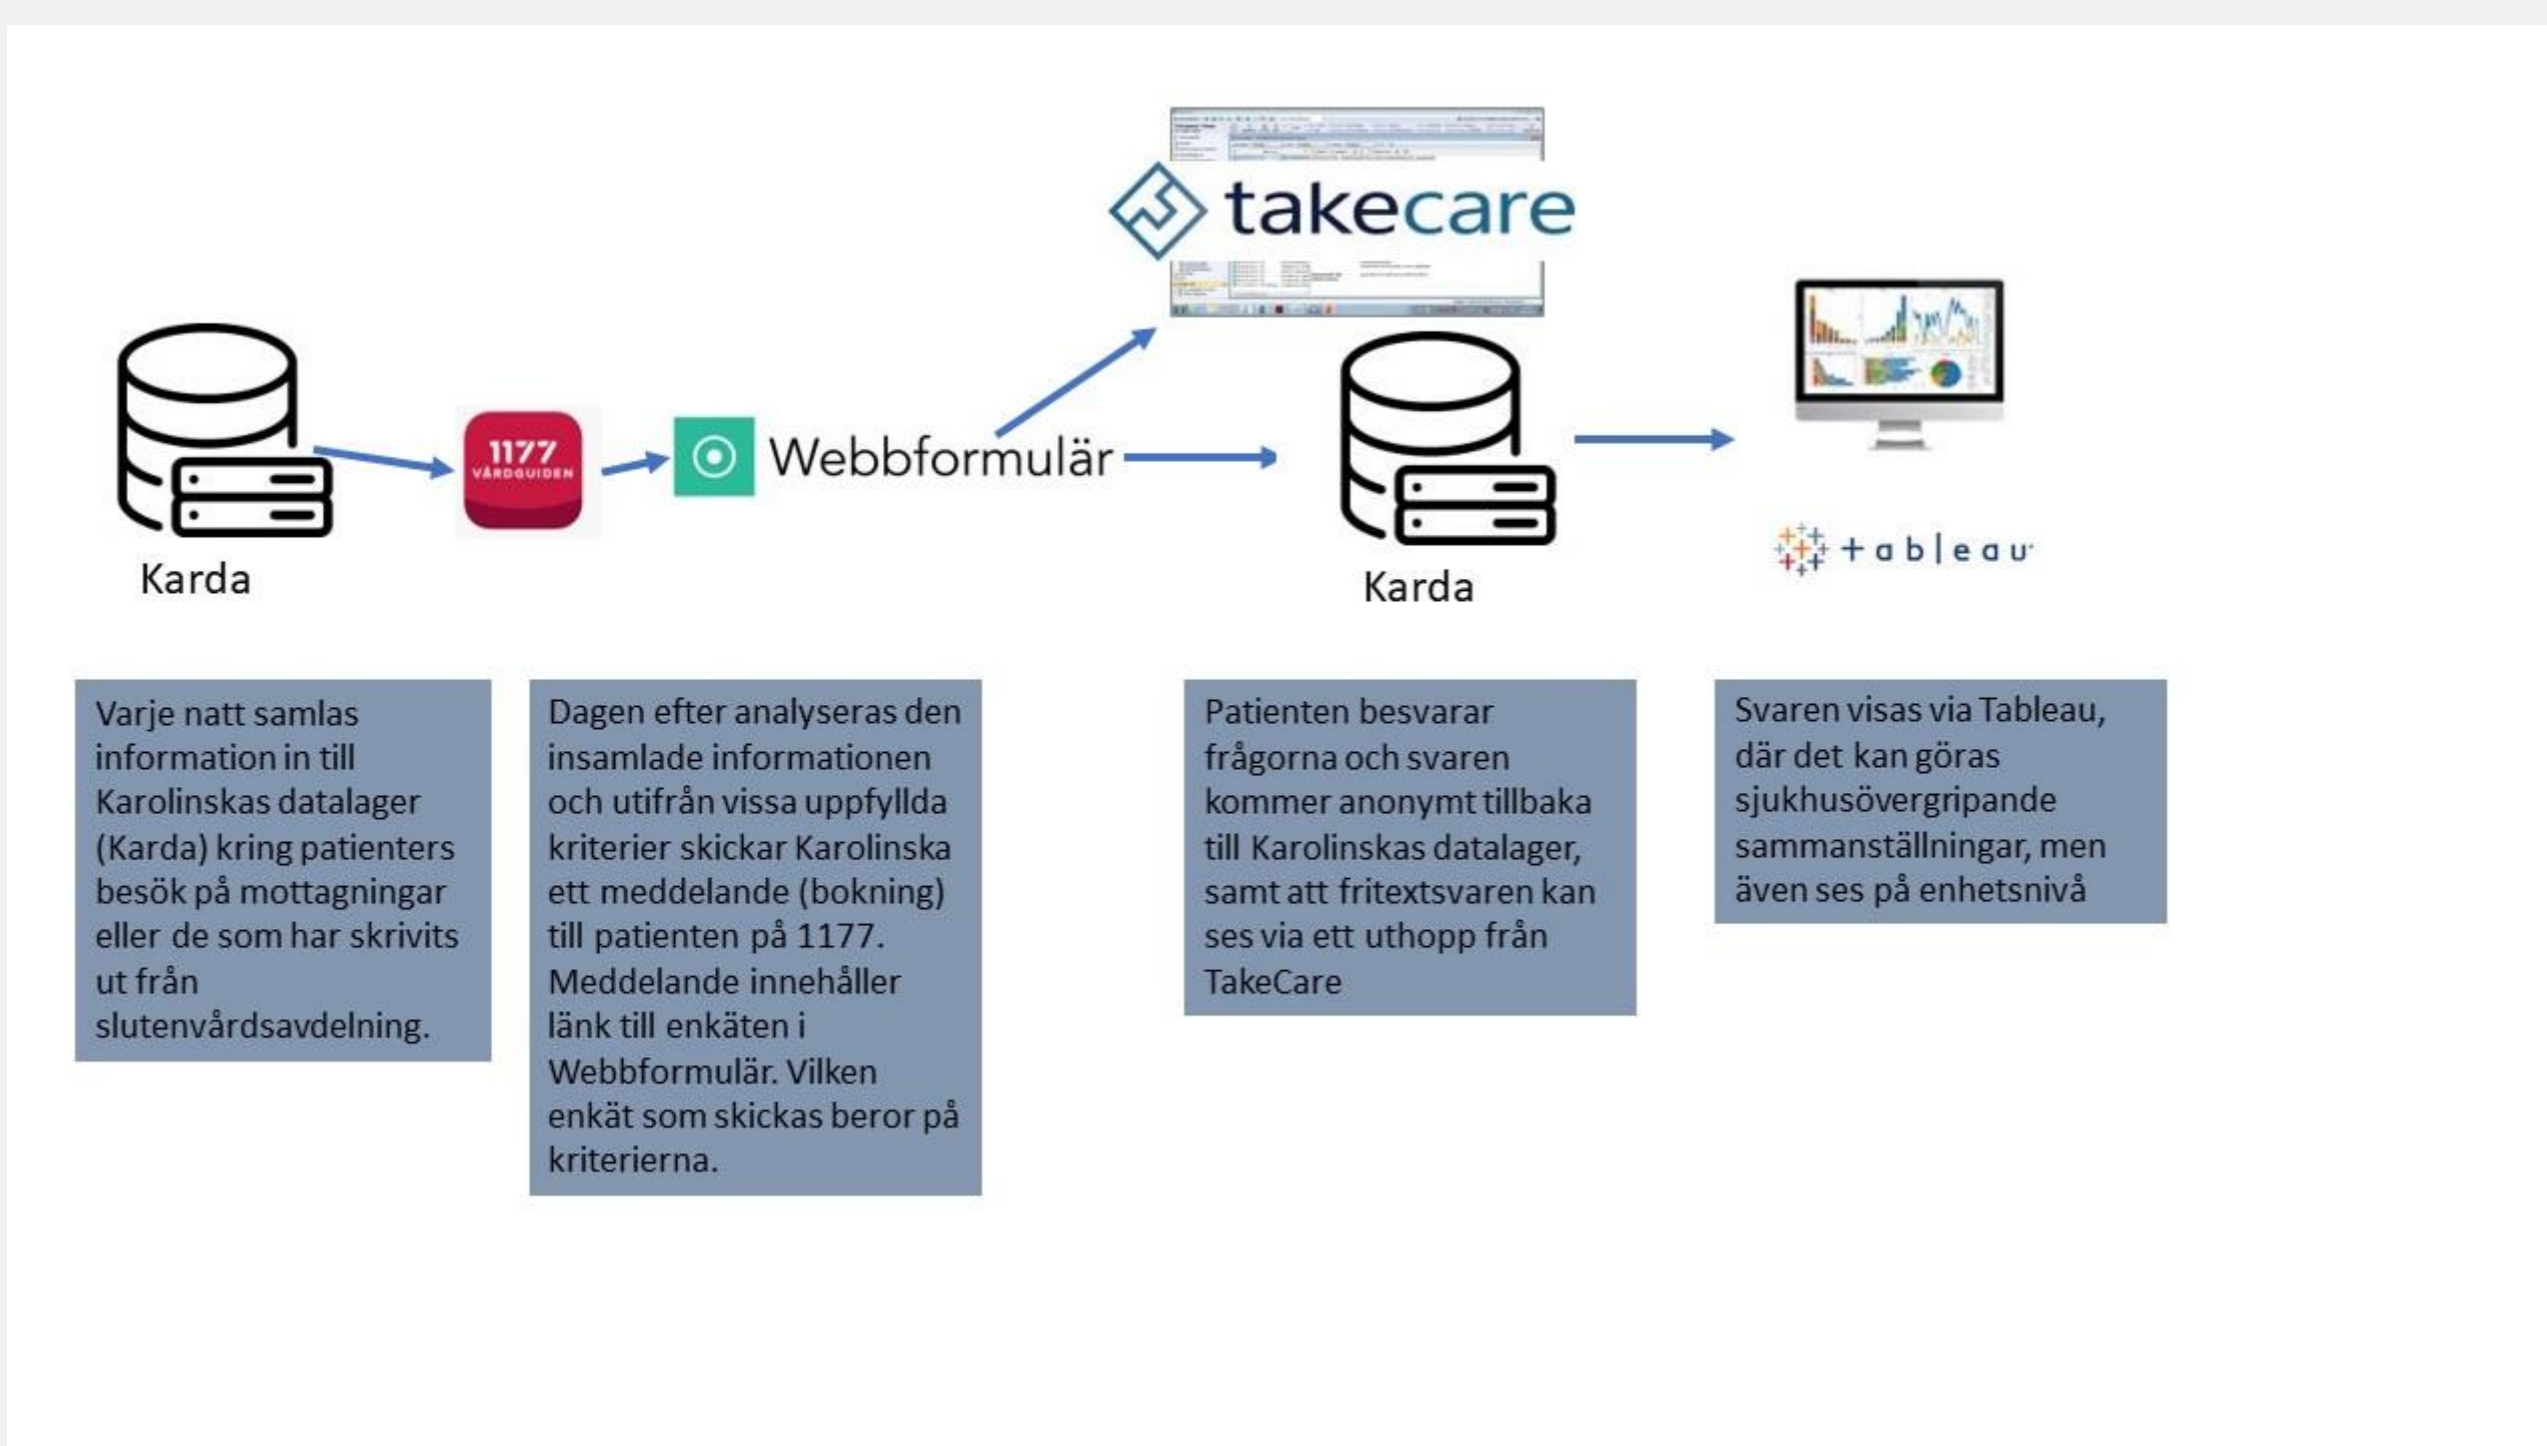 takecare
1177
VÅRDGUIDEN
Webbformulär
Karda
Karda
+ableau
Varje natt samlas
information in till
Karolinskas datalager
(Karda) kring patienters
besök på mottagningar
eller de som har skrivits
ut från
slutenvårdsavdelning.
Dagen efter analyseras den
insamlade informationen
och utifrån vissa uppfyllda
kriterier skickar Karolinska
ett meddelande (bokning)
till patienten på 1177.
Meddelande innehåller
länk till enkäten i
Webbformulär. Vilken
enkät som skickas beror på
kriterierna.
Patienten besvarar
frågorna och svaren
kommer anonymt tillbaka
till Karolinskas datalager,
samt att fritextsvaren kan
ses via ett uthopp från
TakeCare
Svaren visas via Tableau,
där det kan göras
sjukhusövergripande
sammanställningar, men
även ses på enhetsnivå